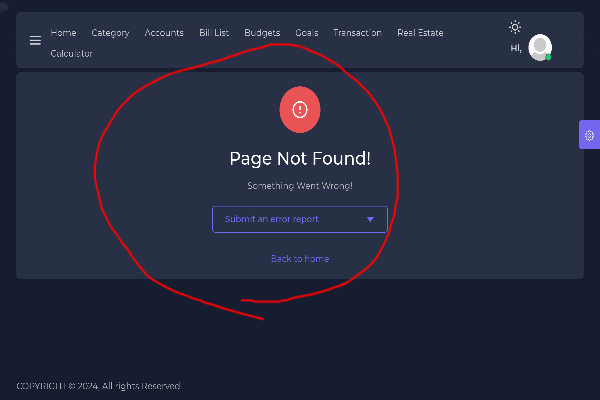 Home Category Accounts Bill List Budgets Goals Transaction Real Estate
Calculator
Hi,
Page Not Found!
Something Went Wrong!
Submit an error report
Back to home
COPYRIGHT © 2024, All rights Reserved